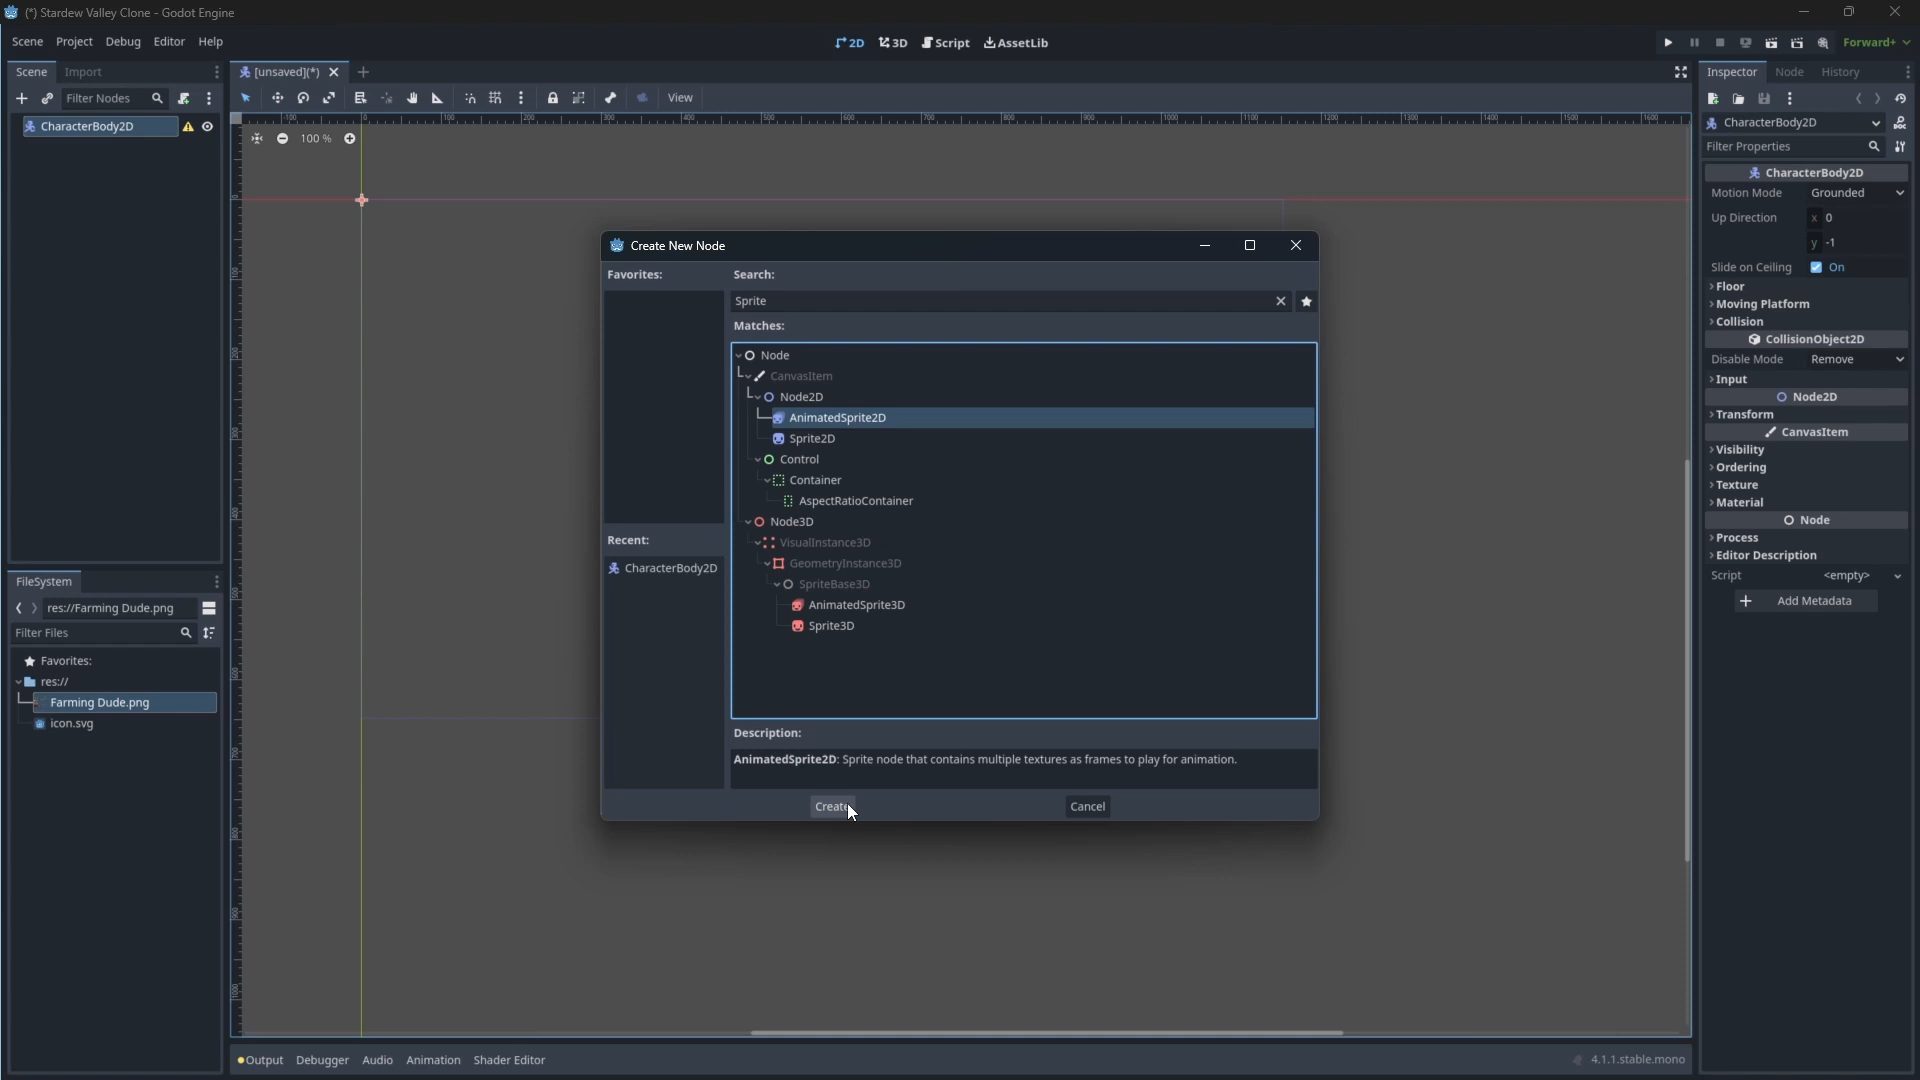 (*) Stardew Valley Clone - Godot Engine
Scene Project Debug Editor Help
2D 3D Script AssetLib
Forward+
Scene Import
[unsaved](*)
Inspector Node History
Filter Nodes
View
CharacterBody2D
100 %
CharacterBody2D
Filter Properties
CharacterBody2D
Motion Mode Grounded
Up Direction x 0
y -1
Slide on Ceiling On
Floor
Moving Platform
Collision
CollisionObject2D
Disable Mode Remove
Input
Node2D
Transform
CanvasItem
Visibility
Ordering
Texture
Material
Node
Process
Editor Description
Script <empty>
Add Metadata
Create New Node
Favorites:
Search:
Sprite
Matches:
Node
CanvasItem
Node2D
AnimatedSprite2D
Sprite2D
Control
Container
AspectRatioContainer
Node3D
VisualInstance3D
GeometryInstance3D
SpriteBase3D
AnimatedSprite3D
Sprite3D
Recent:
CharacterBody2D
Description:
AnimatedSprite2D: Sprite node that contains multiple textures as frames to play for animation.
Create
Cancel
FileSystem
res://Farming Dude.png
Filter Files
Favorites:
res://
Farming Dude.png
icon.svg
Output Debugger Audio Animation Shader Editor
4.1.1.stable.mono